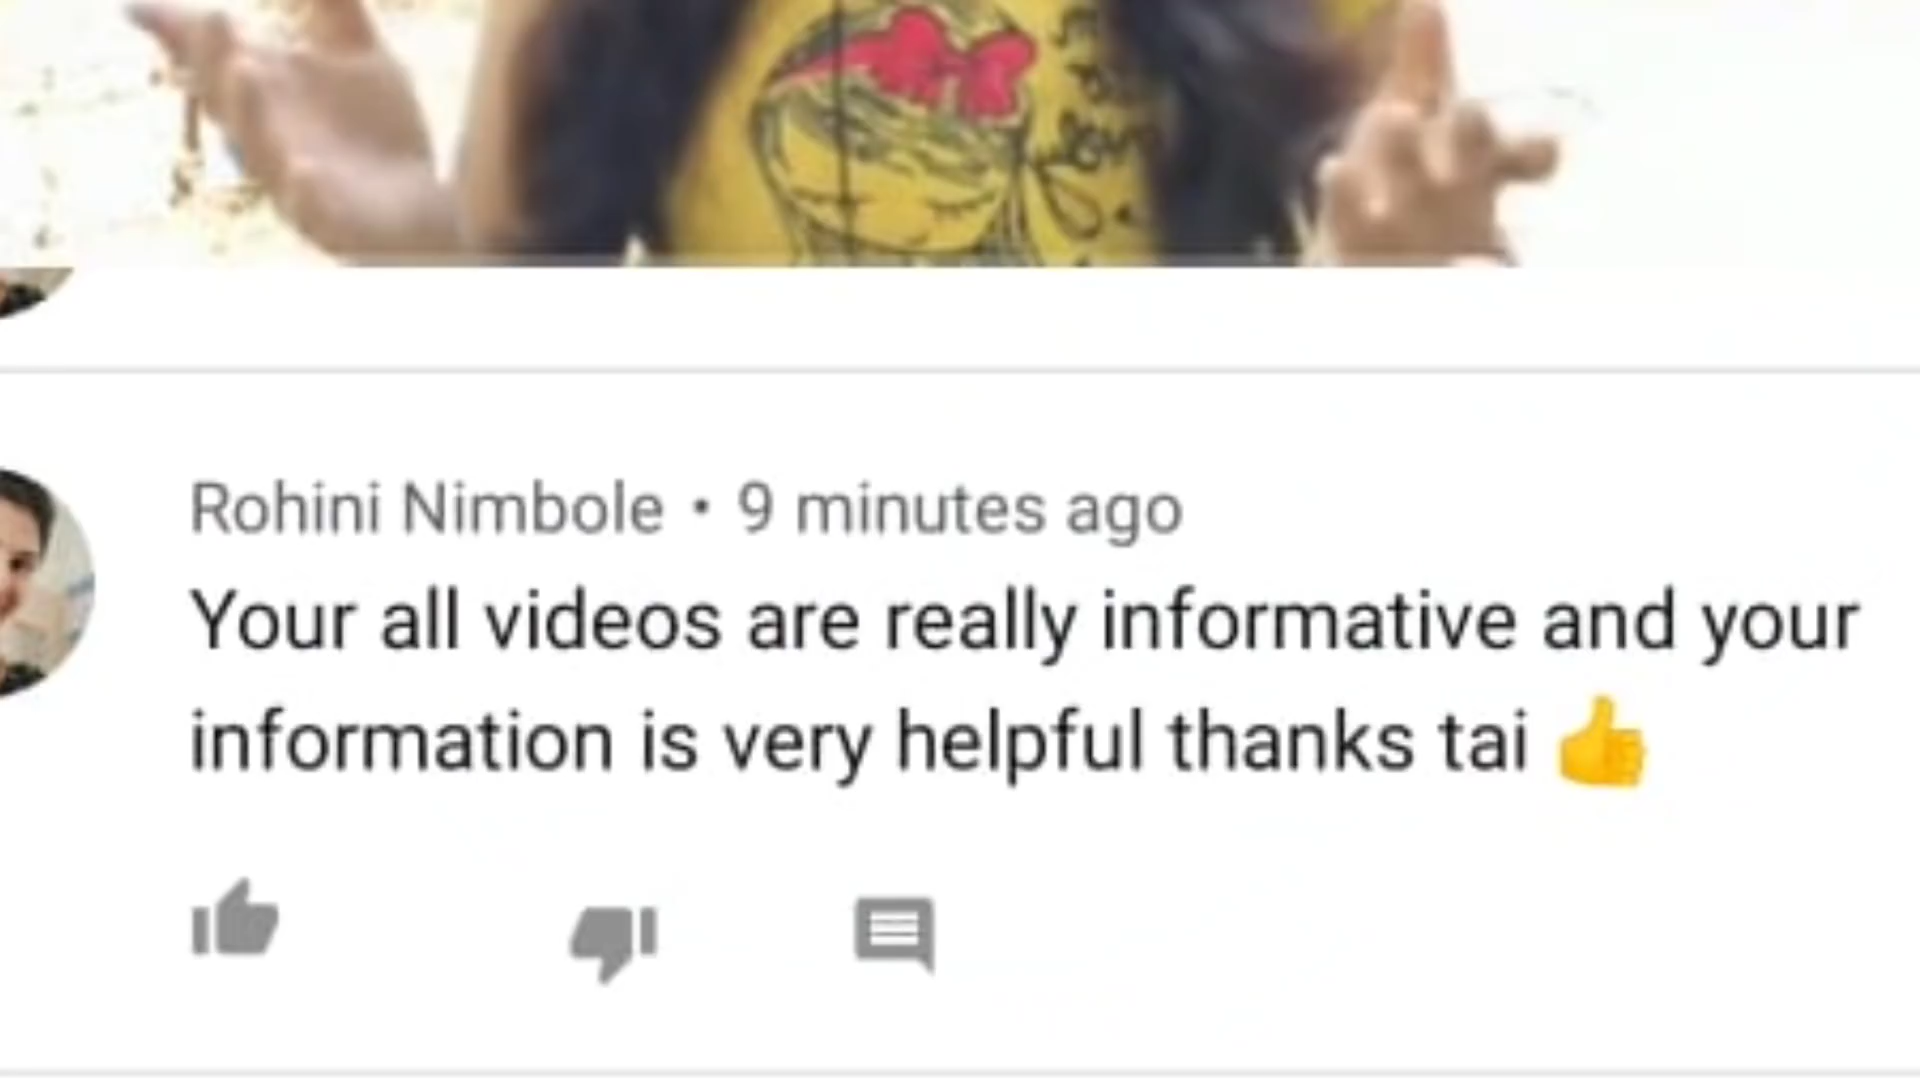 Rohini Nimbole • 9 minutes ago
Your all videos are really informative and your
information is very helpful thanks tai 👍